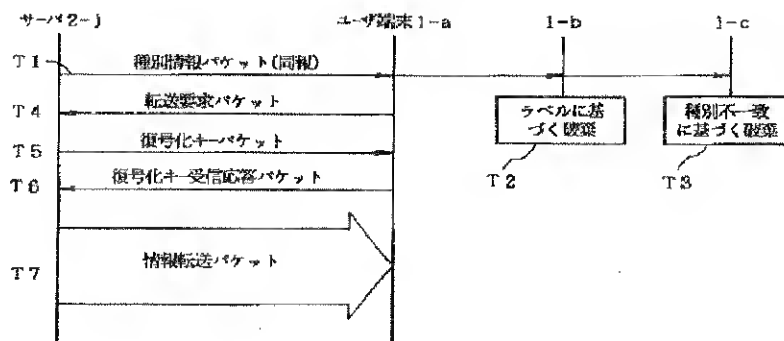 サーバ2-j
ユーザ端末1-a
1-b
1-c
T1
種別情報パケット(同報)
転送要求パケット
T4
ラベルに基
づく破棄
種別不一致
に基づく破棄
復号化キーパケット
T5
T2
T3
復号化キー受信応答パケット
T6
情報転送パケット
T7